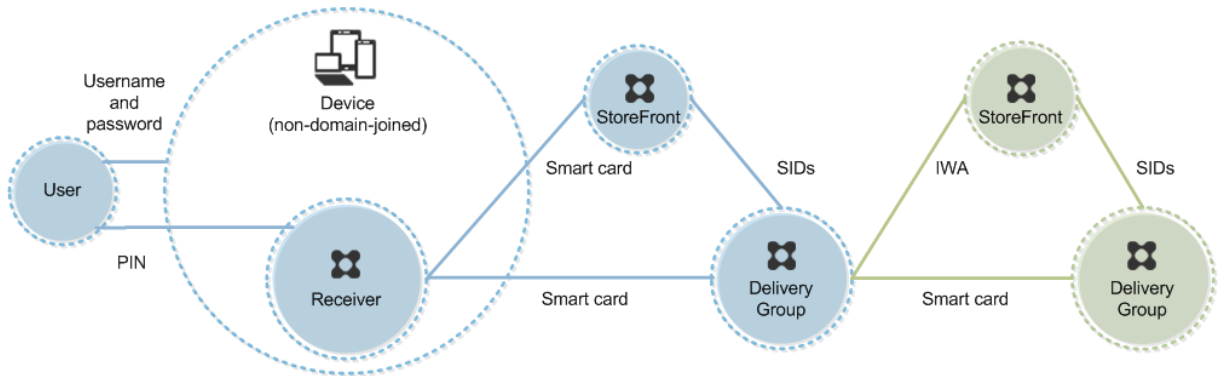 Username
and
password
User
PIN
Device
(non-domain-joined)
Receiver
StoreFront
Smart card
SIDs
Smart card
Delivery
Group
StoreFront
IWA
SIDs
Smart card
Delivery
Group